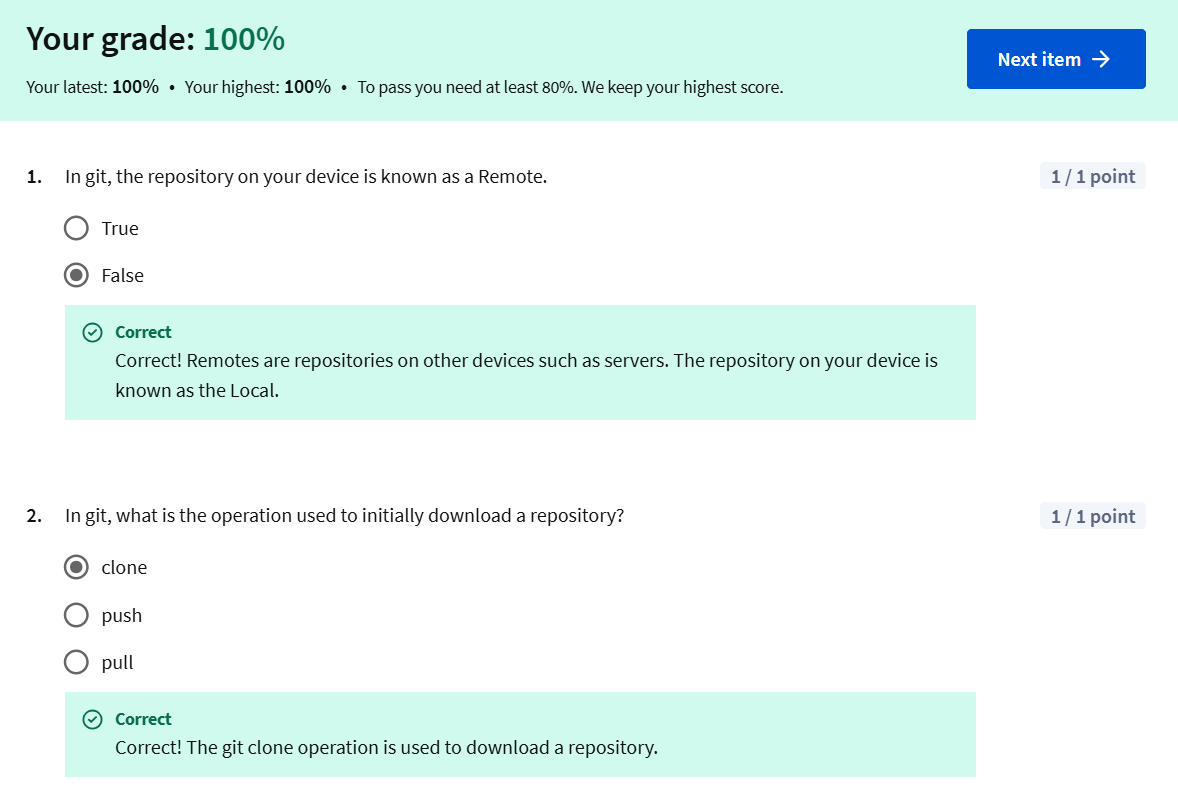 Your grade: 100%
Next item →
Your latest: 100% • Your highest: 100% • To pass you need at least 80%. We keep your highest score.
1. In git, the repository on your device is known as a Remote.
1 / 1 point
True
False
Correct
Correct! Remotes are repositories on other devices such as servers. The repository on your device is
known as the Local.
2. In git, what is the operation used to initially download a repository?
1 / 1 point
clone
push
pull
Correct
Correct! The git clone operation is used to download a repository.